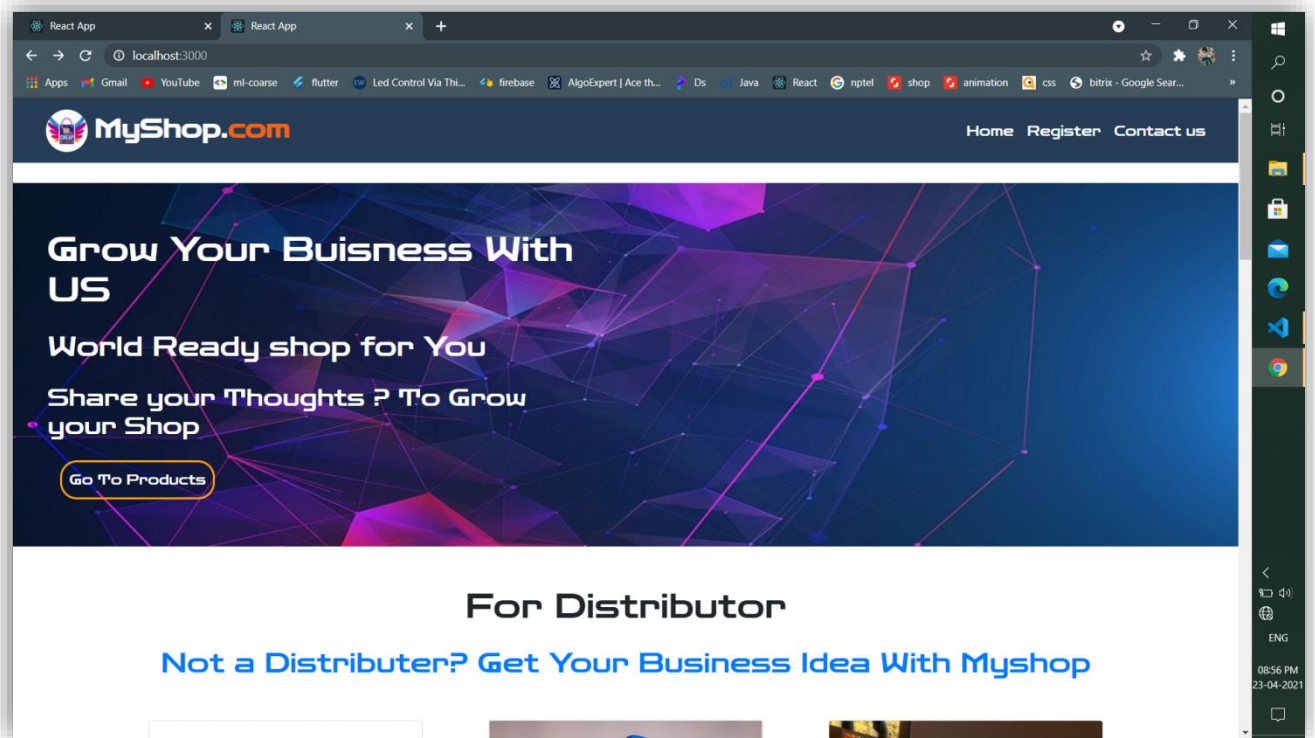 React App
React App
localhost:3000
Apps
Gmail
YouTube
ml-coarse
flutter
Led Control Via Thi...
firebase
AlgoExpert | Ace th...
Ds
Java
React
nptel
shop
animation
css
bitrix - Google Sear...
»
MyShop.com
Home Register Contact us
Grow Your Buisness With
US
World Ready shop for You
Share your Thoughts ? To Grow
your Shop
Go To Products
For Distributor
Not a Distributer? Get Your Business Idea With Myshop
ENG
08:56 PM
23-04-2021